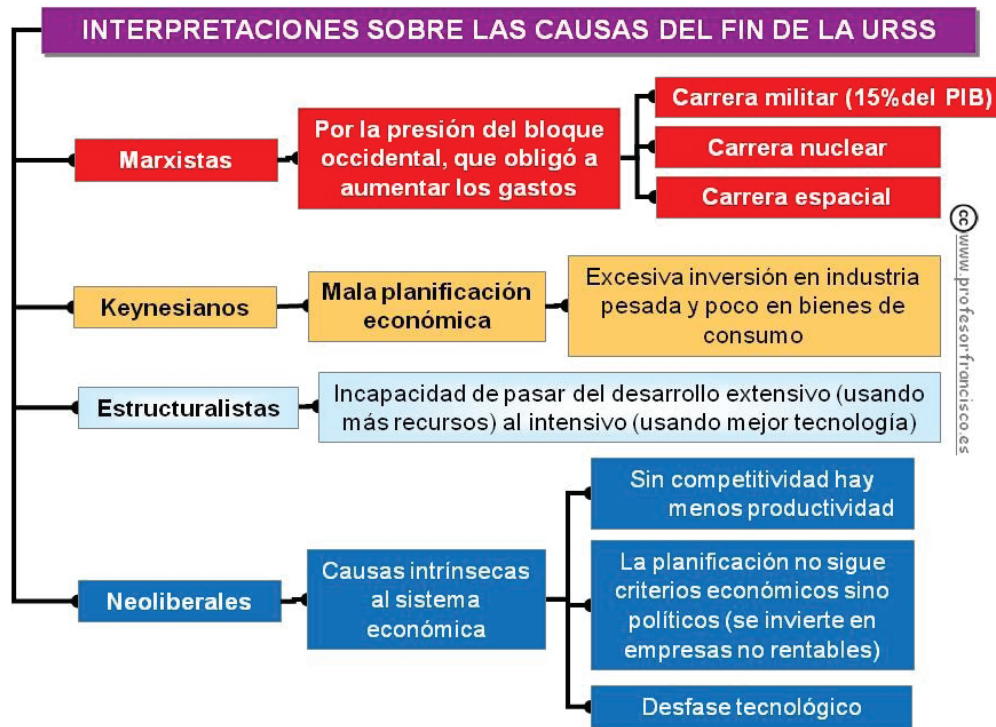 INTERPRETACIONES SOBRE LAS CAUSAS DEL FIN DE LA URSS
Marxistas
Por la presión del bloque
occidental, que obligó a
aumentar los gastos
Carrera militar (15%del PIB)
Carrera nuclear
Carrera espacial
Keynesianos
Mala planificación
económica
Excesiva inversión en industria
pesada y poco en bienes de
consumo
Estructuralistas
Incapacidad de pasar del desarrollo extensivo (usando
más recursos) al intensivo (usando mejor tecnología)
Neoliberales
Causas intrínsecas
al sistema
económica
Sin competitividad hay
menos productividad
La planificación no sigue
criterios económicos sino
políticos (se invierte en
empresas no rentables)
Desfase tecnológico
cc www.profesorfrancisco.es